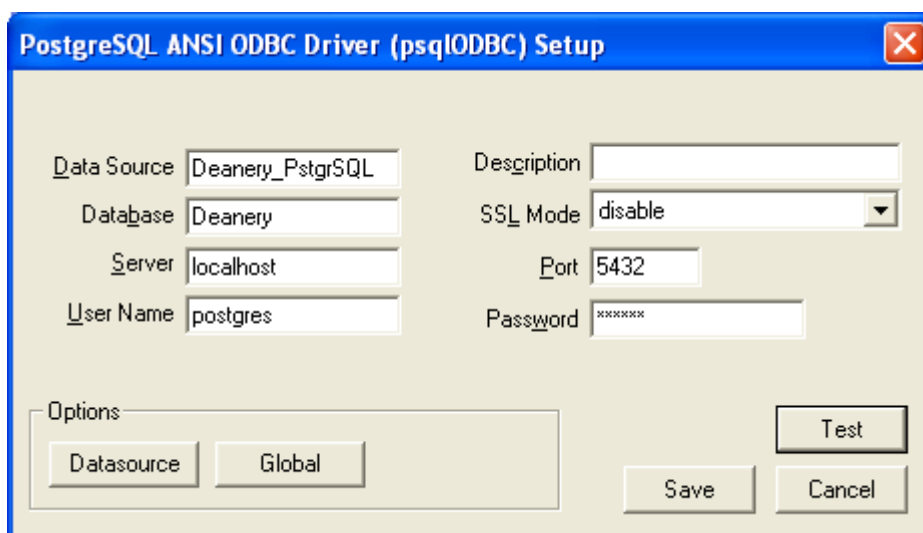 PostgreSQL ANSI ODBC Driver (psqlODBC) Setup
Data Source Deanery_PstgrSQL
Description
Database Deanery
SSL Mode disable
Server localhost
Port 5432
User Name postgres
Password ******
Options
Datasource
Global
Test
Save
Cancel